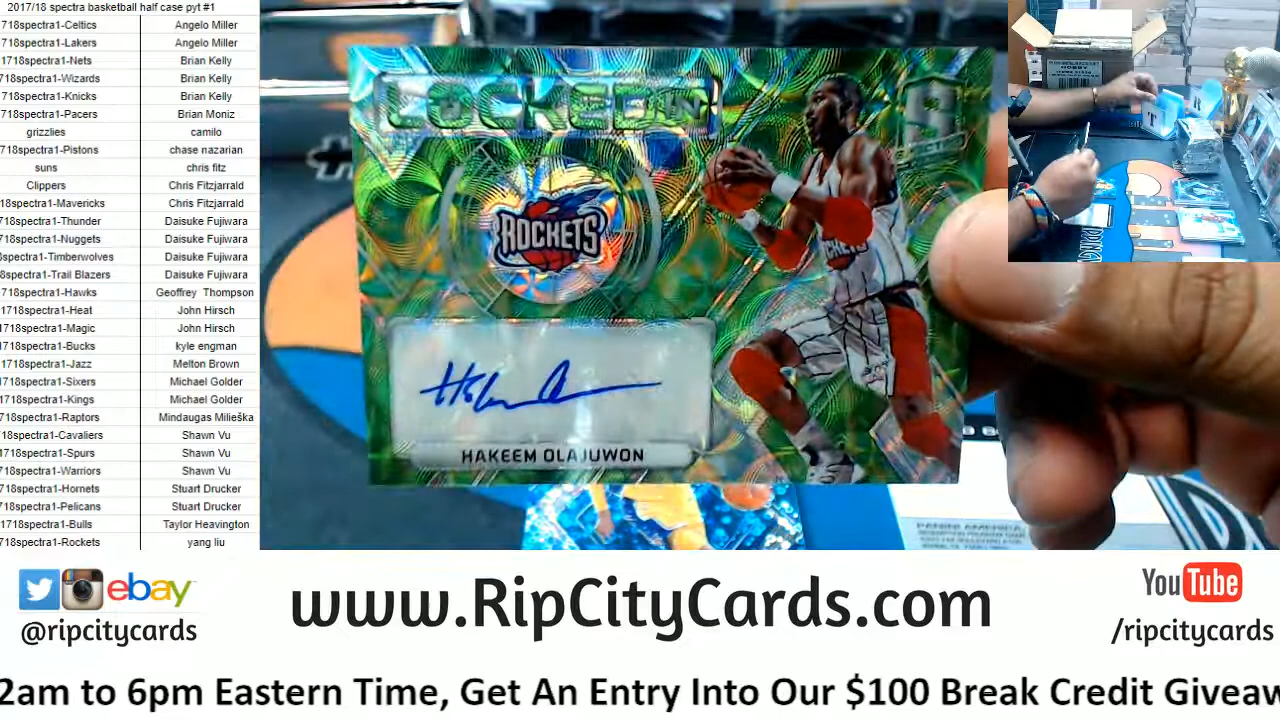 2017/18 spectra basketball half case pyt #1
718spectra1-Celtics Angelo Miller
718spectra1-Lakers Angelo Miller
1718spectra1-Nets Brian Kelly
718spectra1-Wizards Brian Kelly
718spectra1-Knicks Brian Kelly
718spectra1-Pacers Brian Moniz
grizzlies camilo
718spectra1-Pistons chase nazarian
suns chris fitz
Clippers Chris Fitzjarrald
18spectra1-Mavericks Chris Fitzjarrald
718spectra1-Thunder Daisuke Fujiwara
718spectra1-Nuggets Daisuke Fujiwara
8spectra1-Timberwolves Daisuke Fujiwara
8spectra1-Trail Blazers Daisuke Fujiwara
718spectra1-Hawks Geoffrey Thompson
1718spectra1-Heat John Hirsch
1718spectra1-Magic John Hirsch
1718spectra1-Bucks kyle engman
1718spectra1-Jazz Melton Brown
718spectra1-Sixers Michael Golder
718spectra1-Kings Michael Golder
718spectra1-Raptors Mindaugas Milieška
18spectra1-Cavaliers Shawn Vu
718spectra1-Spurs Shawn Vu
718spectra1-Warriors Shawn Vu
718spectra1-Hornets Stuart Drucker
718spectra1-Pelicans Stuart Drucker
1718spectra1-Bulls Taylor Heavington
718spectra1-Rockets yang liu
LOCKED IN
ROCKETS
HAKEEM OLAJUWON
PANINI AMERICA
ebay
@ripcitycards
www.RipCityCards.com
YouTube
/ripcitycards
2am to 6pm Eastern Time, Get An Entry Into Our $100 Break Credit Giveaw